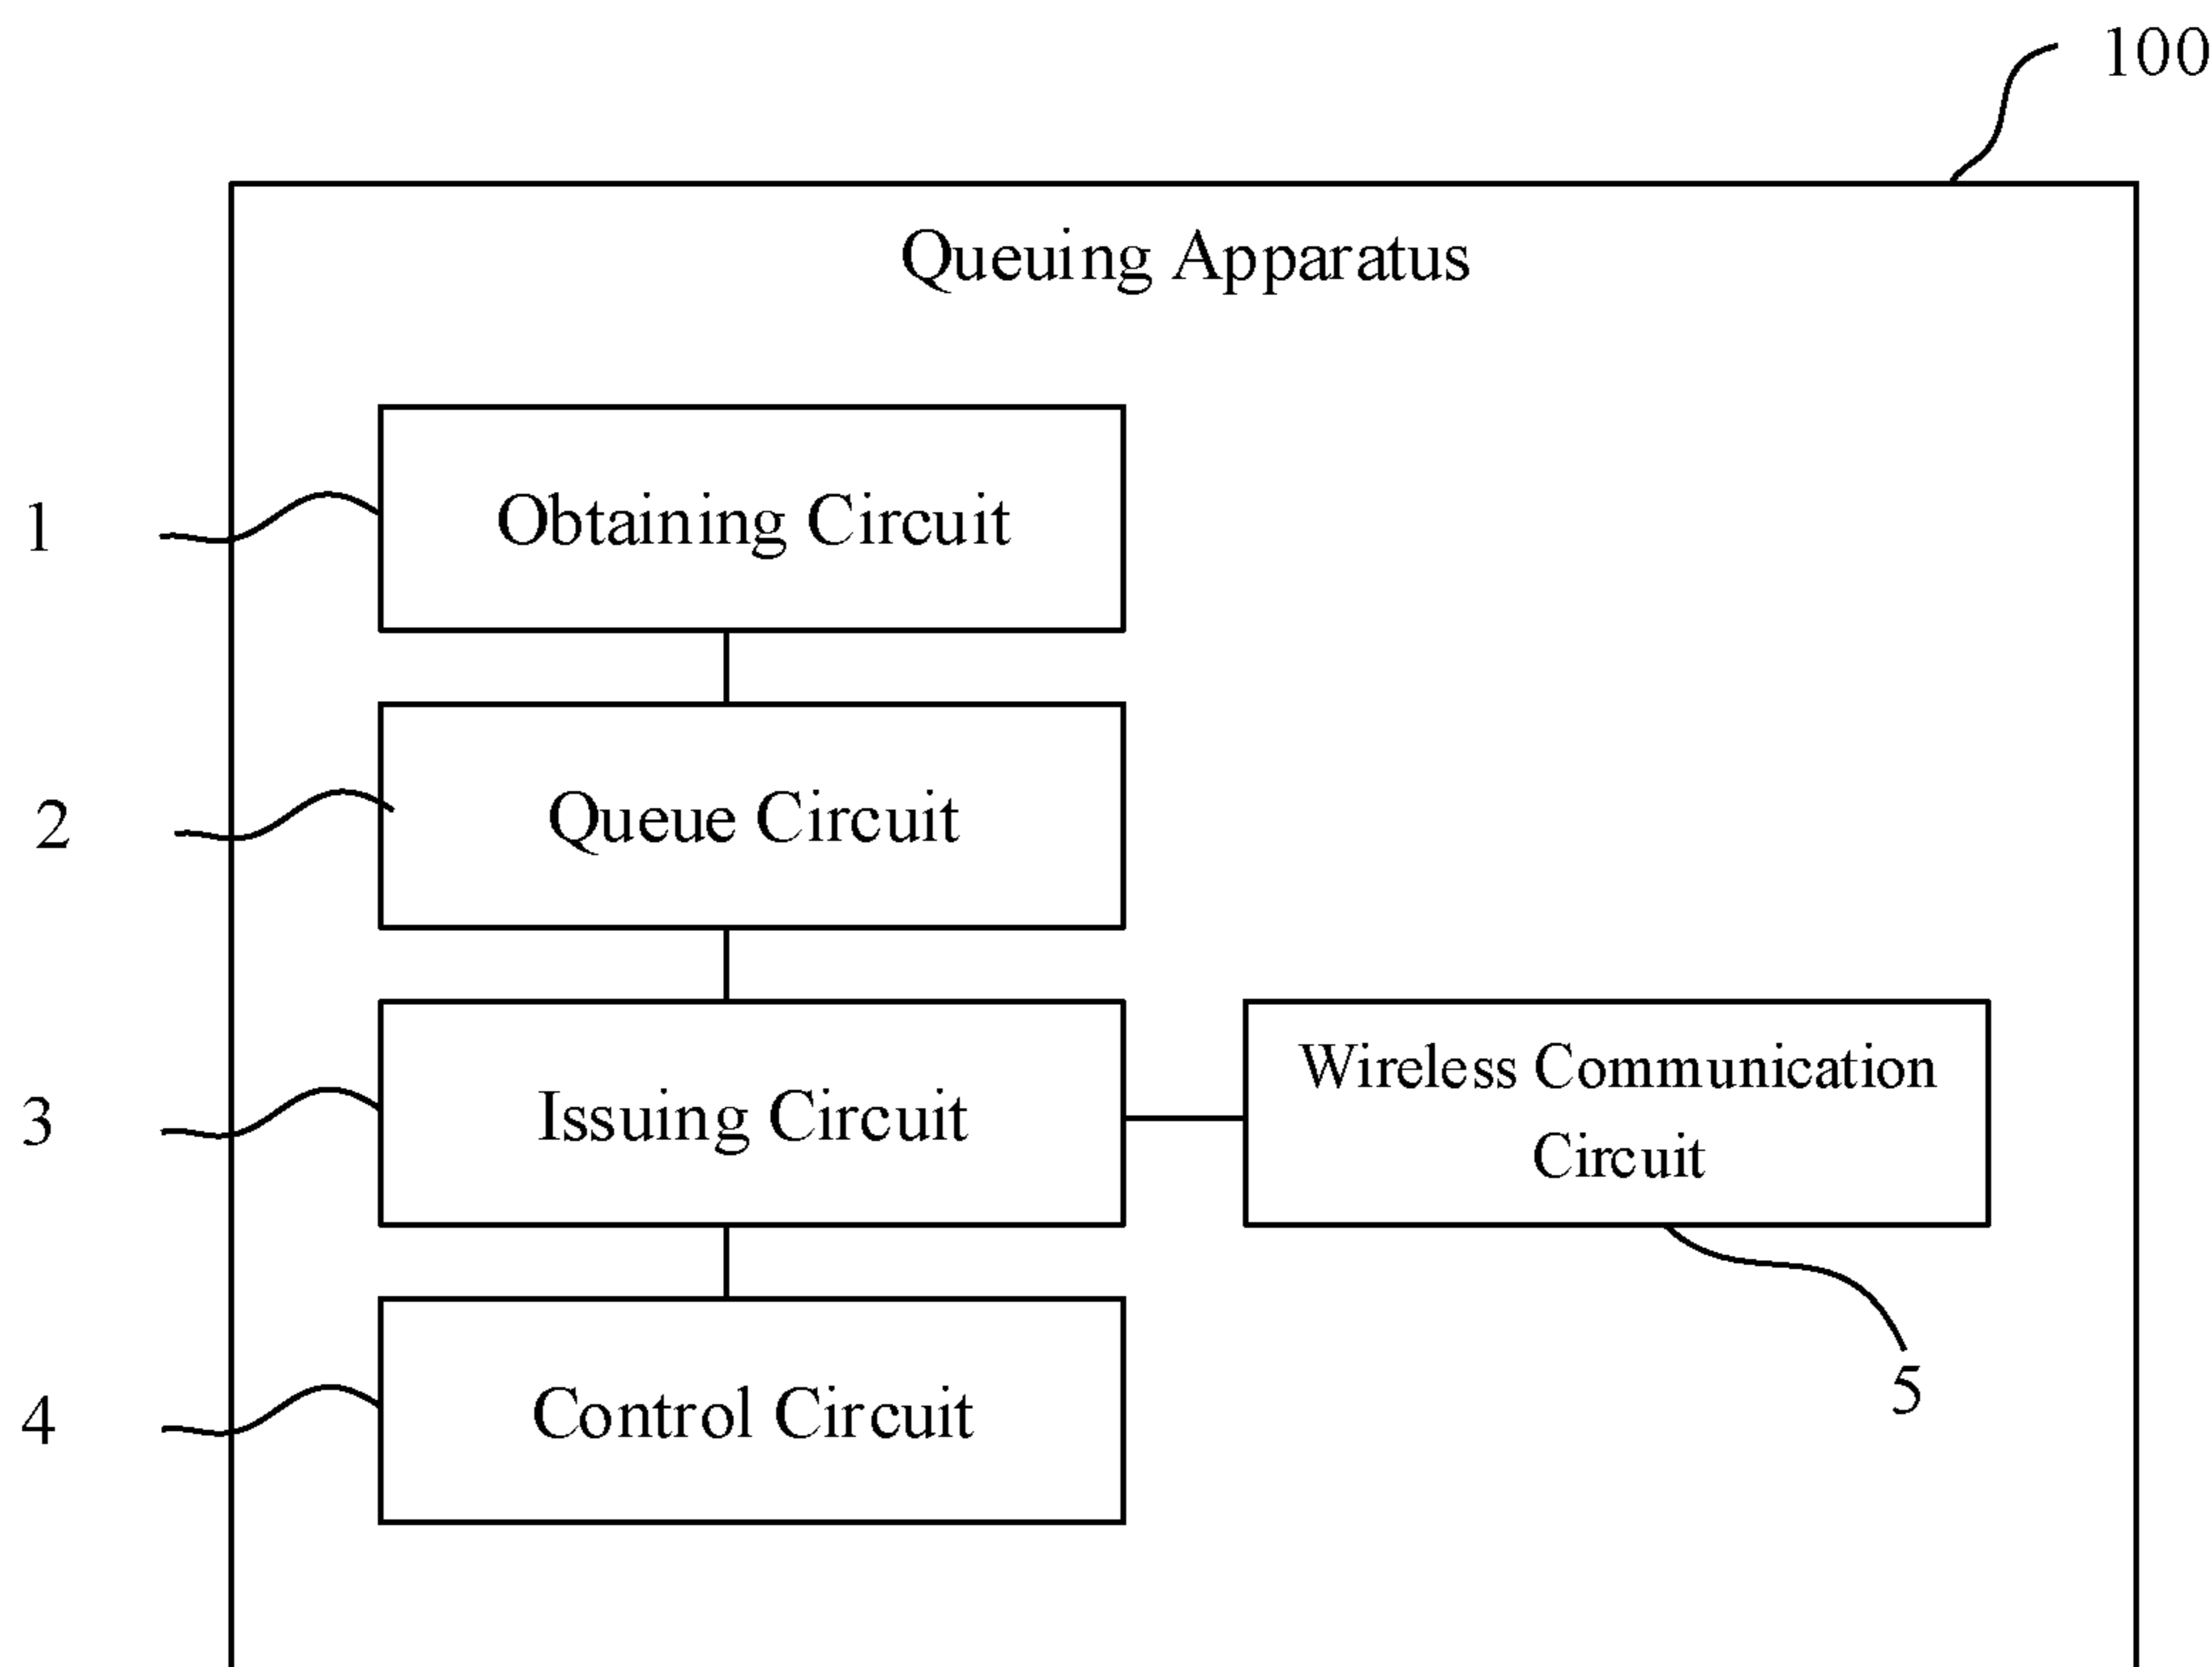 100
Queuing Apparatus
1
Obtaining Circuit
2
Queue Circuit
3
Issuing Circuit
Wireless Communication
Circuit
4
Control Circuit
5